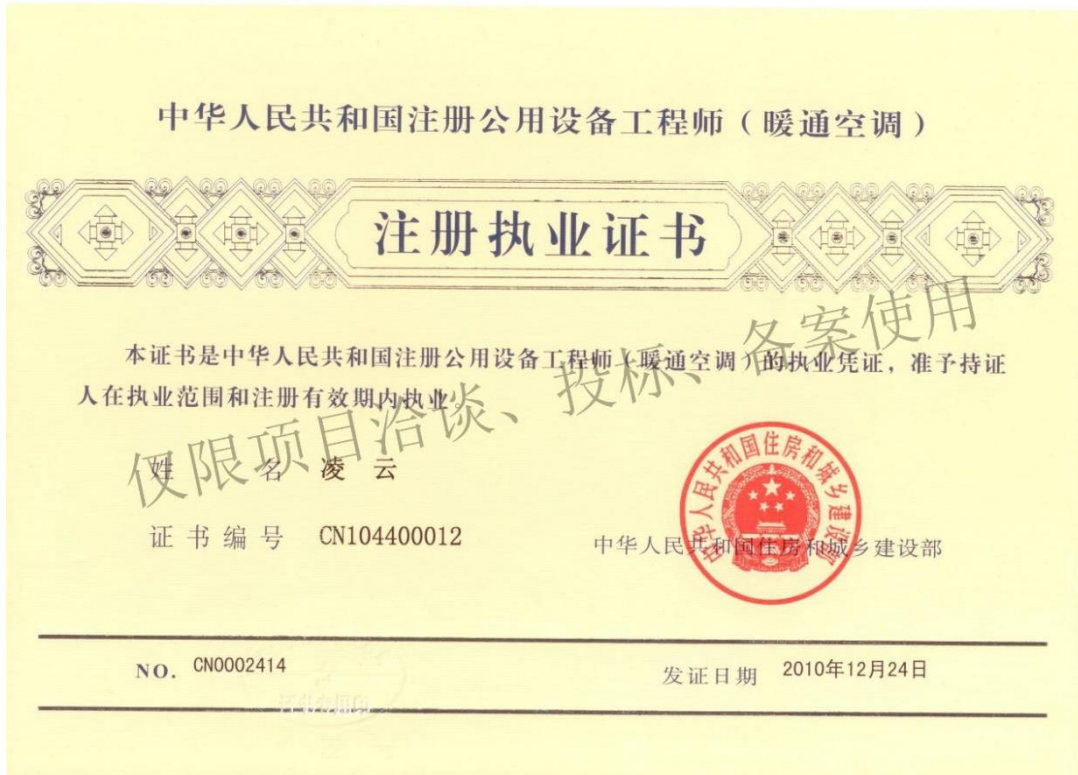 中华人民共和国注册公用设备工程师（暖通空调）
注册执业证书
本证书是中华人民共和国注册公用设备工程师（暖通空调）的执业凭证，准予持证
人在执业范围和注册有效期内执业。
仅限项目洽谈、投标、备案使用
姓 名 凌云
证书编号 CN104400012
中华人民共和国住房和城乡建设部
中华人民共和国住房和城乡建设部
NO. CN0002414
发证日期 2010年12月24日